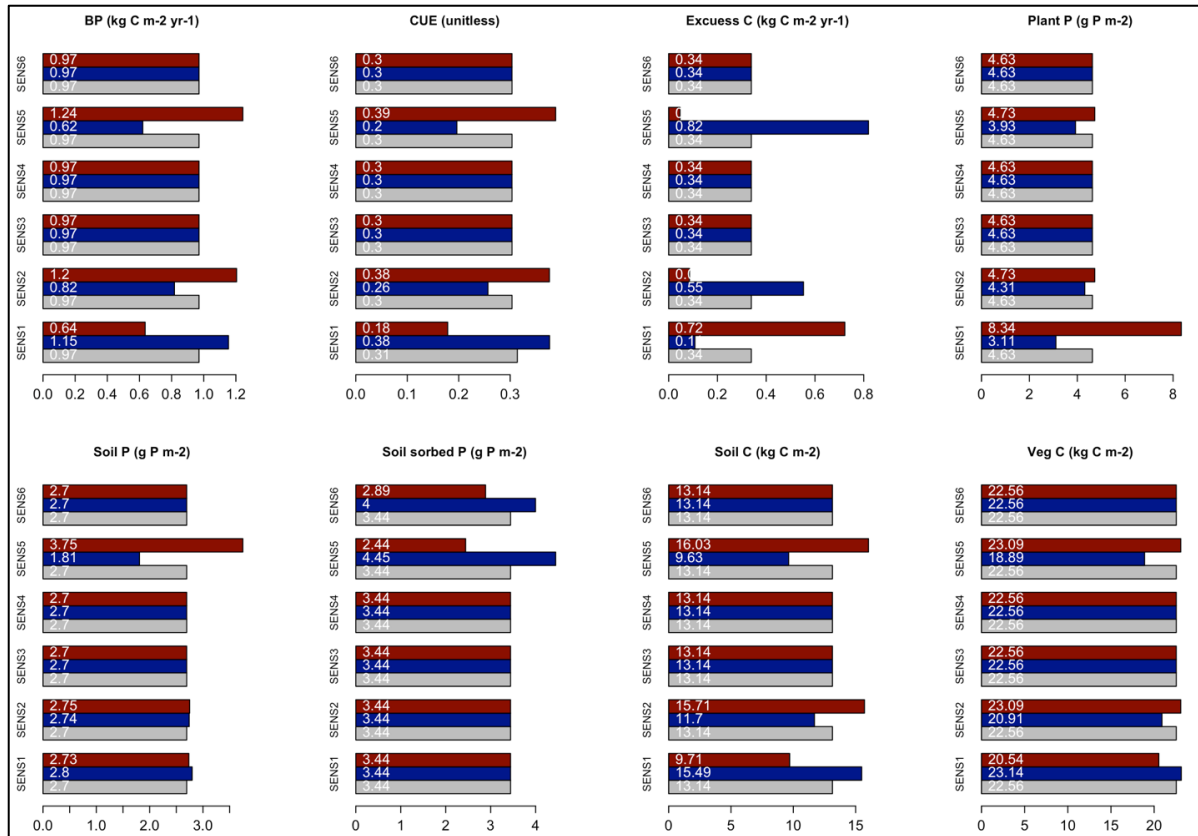 BP (kg C m-2 yr-1)
SENS6
0.97
0.97
0.97
SENS5
1.24
0.62
0.97
SENS4
0.97
0.97
0.97
SENS3
0.97
0.97
0.97
SENS2
1.2
0.82
0.97
SENS1
0.64
1.15
0.97
0.0 0.2 0.4 0.6 0.8 1.0 1.2
CUE (unitless)
SENS6
0.3
0.3
0.3
SENS5
0.39
0.2
0.3
SENS4
0.3
0.3
0.3
SENS3
0.3
0.3
0.3
SENS2
0.38
0.26
0.3
SENS1
0.18
0.38
0.31
0.0 0.1 0.2 0.3
Excuess C (kg C m-2 yr-1)
SENS6
0.34
0.34
0.34
SENS5
0.82
0.34
SENS4
0.34
0.34
0.34
SENS3
0.34
0.34
0.34
SENS2
0.55
0.34
SENS1
0.72
0.1
0.34
0.0 0.2 0.4 0.6 0.8
Plant P (g P m-2)
SENS6
4.63
4.63
4.63
SENS5
4.73
3.93
4.63
SENS4
4.63
4.63
4.63
SENS3
4.63
4.63
4.63
SENS2
4.73
4.31
4.63
SENS1
8.34
3.11
4.63
0 2 4 6 8
Soil P (g P m-2)
SENS6
2.7
2.7
2.7
SENS5
3.75
1.81
2.7
SENS4
2.7
2.7
2.7
SENS3
2.7
2.7
2.7
SENS2
2.75
2.74
2.7
SENS1
2.73
2.8
2.7
0.0 1.0 2.0 3.0
Soil sorbed P (g P m-2)
SENS6
2.89
4
3.44
SENS5
2.44
4.45
3.44
SENS4
3.44
3.44
3.44
SENS3
3.44
3.44
3.44
SENS2
3.44
3.44
3.44
SENS1
3.44
3.44
3.44
0 1 2 3 4
Soil C (kg C m-2)
SENS6
13.14
13.14
13.14
SENS5
16.03
9.63
13.14
SENS4
13.14
13.14
13.14
SENS3
13.14
13.14
13.14
SENS2
15.71
11.7
13.14
SENS1
9.71
15.49
13.14
0 5 10 15
Veg C (kg C m-2)
SENS6
22.56
22.56
22.56
SENS5
23.09
18.89
22.56
SENS4
22.56
22.56
22.56
SENS3
22.56
22.56
22.56
SENS2
23.09
20.91
22.56
SENS1
20.54
23.14
22.56
0 5 10 15 20